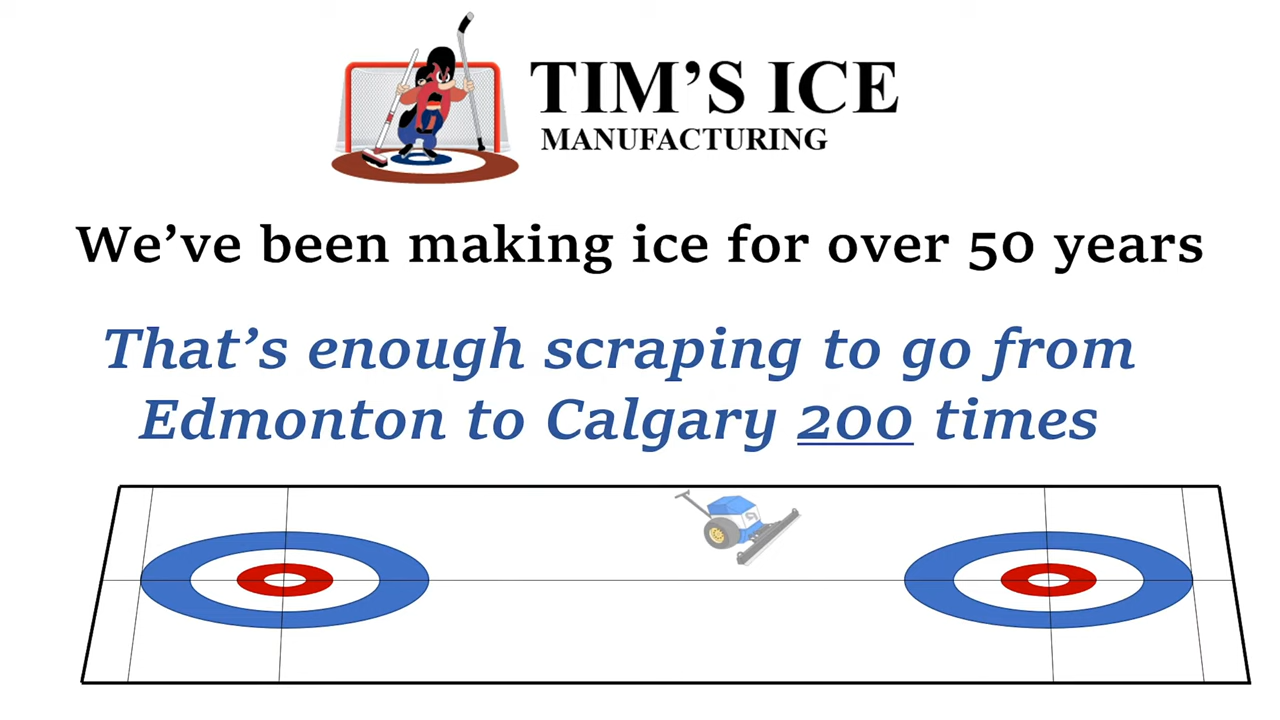 TIM’S ICE
MANUFACTURING
We’ve been making ice for over 50 years
That’s enough scraping to go from
Edmonton to Calgary 200 times